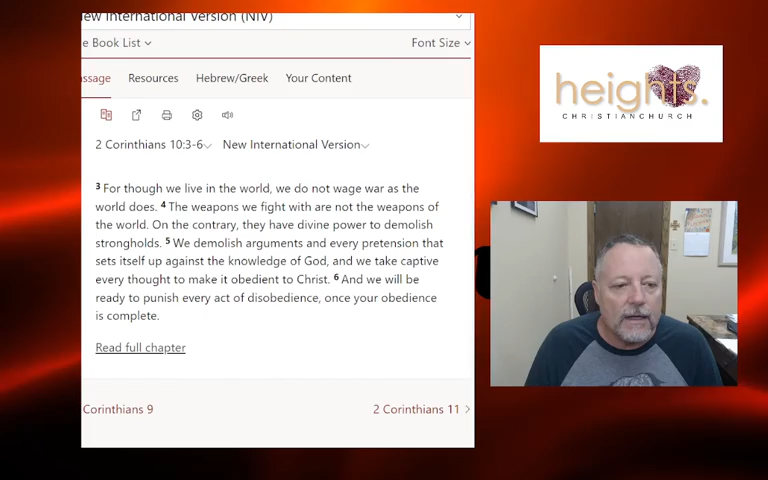 ew International Version (NIV)
e Book List
Font Size
ssage Resources Hebrew/Greek Your Content
2 Corinthians 10:3-6 New International Version
3 For though we live in the world, we do not wage war as the
world does. 4 The weapons we fight with are not the weapons of
the world. On the contrary, they have divine power to demolish
strongholds. 5 We demolish arguments and every pretension that
sets itself up against the knowledge of God, and we take captive
every thought to make it obedient to Christ. 6 And we will be
ready to punish every act of disobedience, once your obedience
is complete.
Read full chapter
Corinthians 9
2 Corinthians 11
heights.
CHRISTIANCHURCH